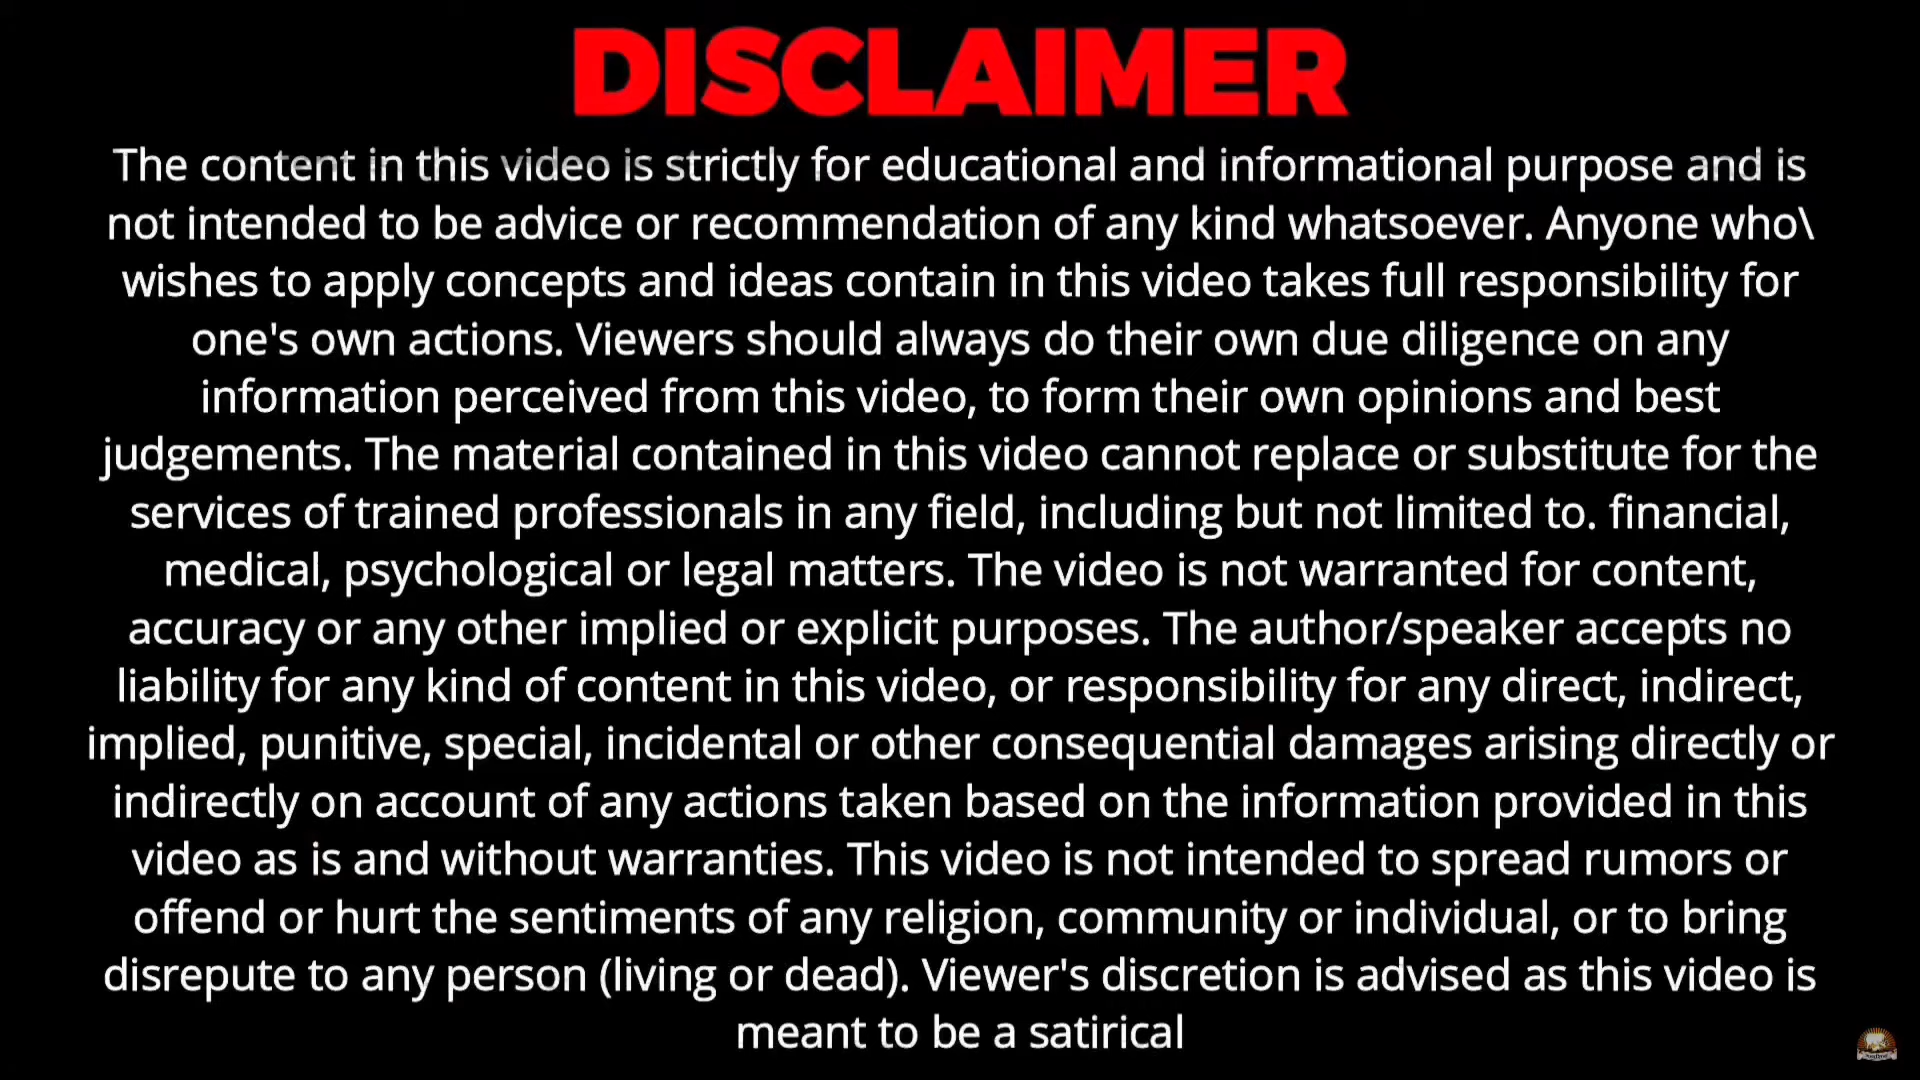 DISCLAIMER
The content in this video is strictly for educational and informational purpose and is
not intended to be advice or recommendation of any kind whatsoever. Anyone who\
wishes to apply concepts and ideas contain in this video takes full responsibility for
one's own actions. Viewers should always do their own due diligence on any
information perceived from this video, to form their own opinions and best
judgements. The material contained in this video cannot replace or substitute for the
services of trained professionals in any field, including but not limited to. financial,
medical, psychological or legal matters. The video is not warranted for content,
accuracy or any other implied or explicit purposes. The author/speaker accepts no
liability for any kind of content in this video, or responsibility for any direct, indirect,
implied, punitive, special, incidental or other consequential damages arising directly or
indirectly on account of any actions taken based on the information provided in this
video as is and without warranties. This video is not intended to spread rumors or
offend or hurt the sentiments of any religion, community or individual, or to bring
disrepute to any person (living or dead). Viewer's discretion is advised as this video is
meant to be a satirical